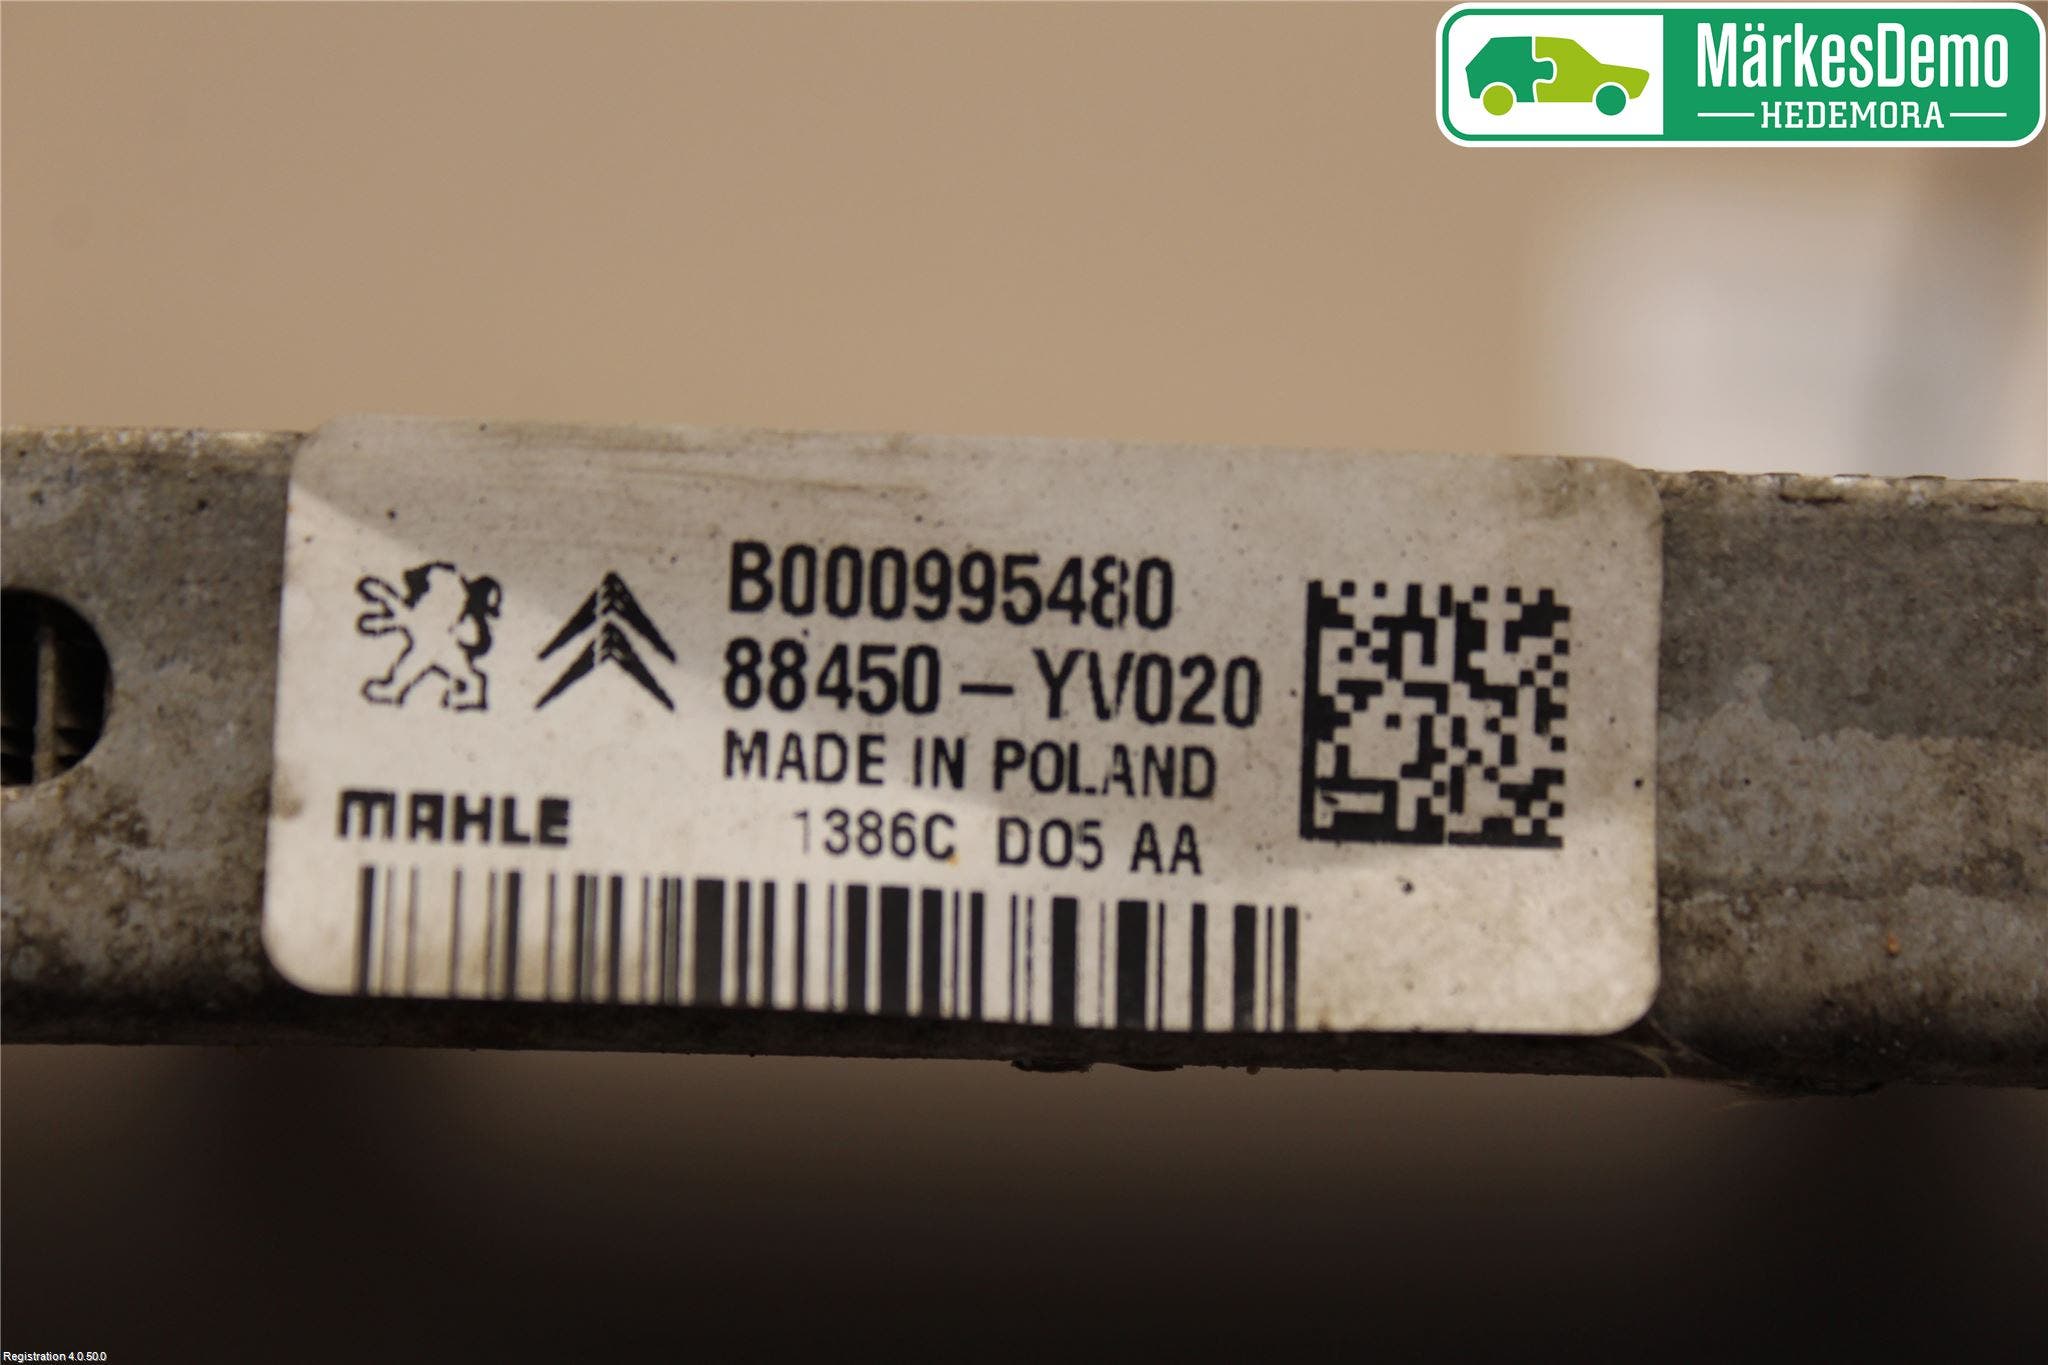 MärkesDemo
HEDEMORA
B000995480
88450-YV020
MADE IN POLAND
MAHLE
1386C D05 AA
Registration 4.0.50.0